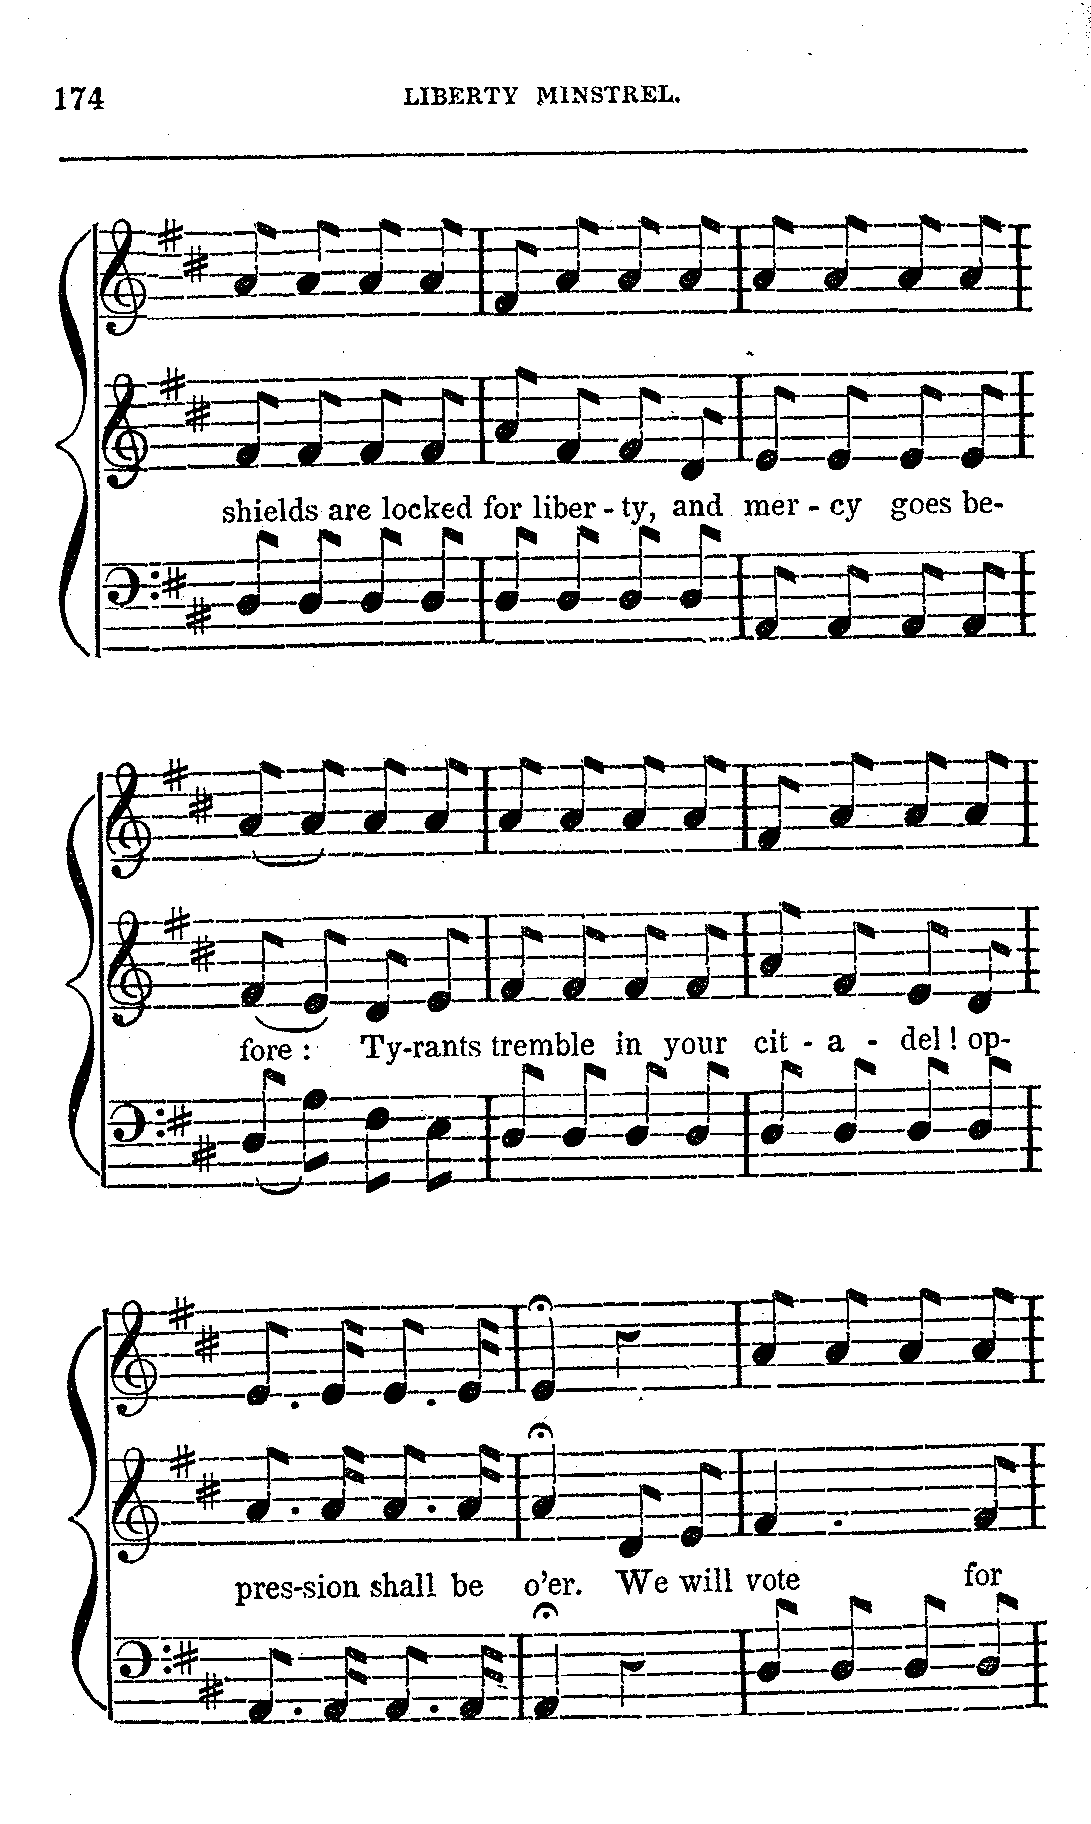 174 LIBERTY MINSTREL.
shields are locked for liber - ty, and mer - cy goes be-
fore : Ty-rants tremble in your cit - a - del ! op-
pres-sion shall be o'er. We will vote for